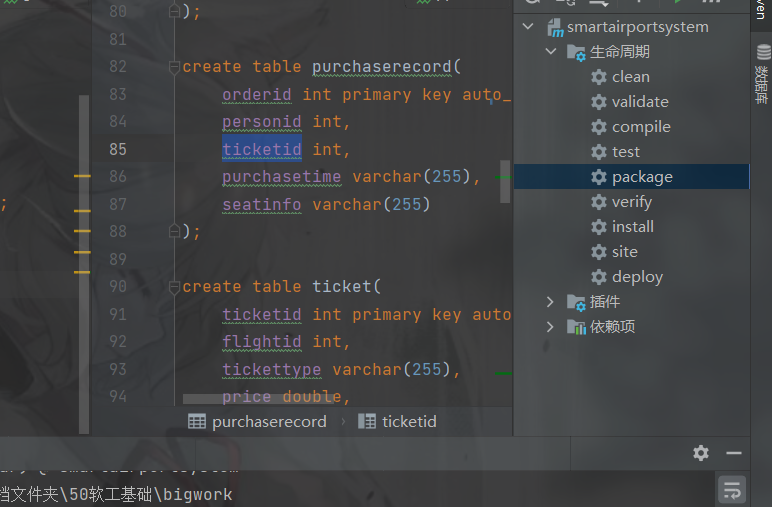 80 );
81
82 create table purchaserecord(
83 orderid int primary key auto_
84 personid int,
85 ticketid int,
86 purchasetime varchar(255),
87 seatinfo varchar(255)
88 );
89
90 create table ticket(
91 ticketid int primary key auto
92 flightid int,
93 tickettype varchar(255),
94 price double,
;
purchaserecord › ticketid
smartairportsystem
生命周期
clean
validate
compile
test
package
verify
install
site
deploy
插件
依赖项
ven
数据库
档文件夹\50软工基础\bigwork